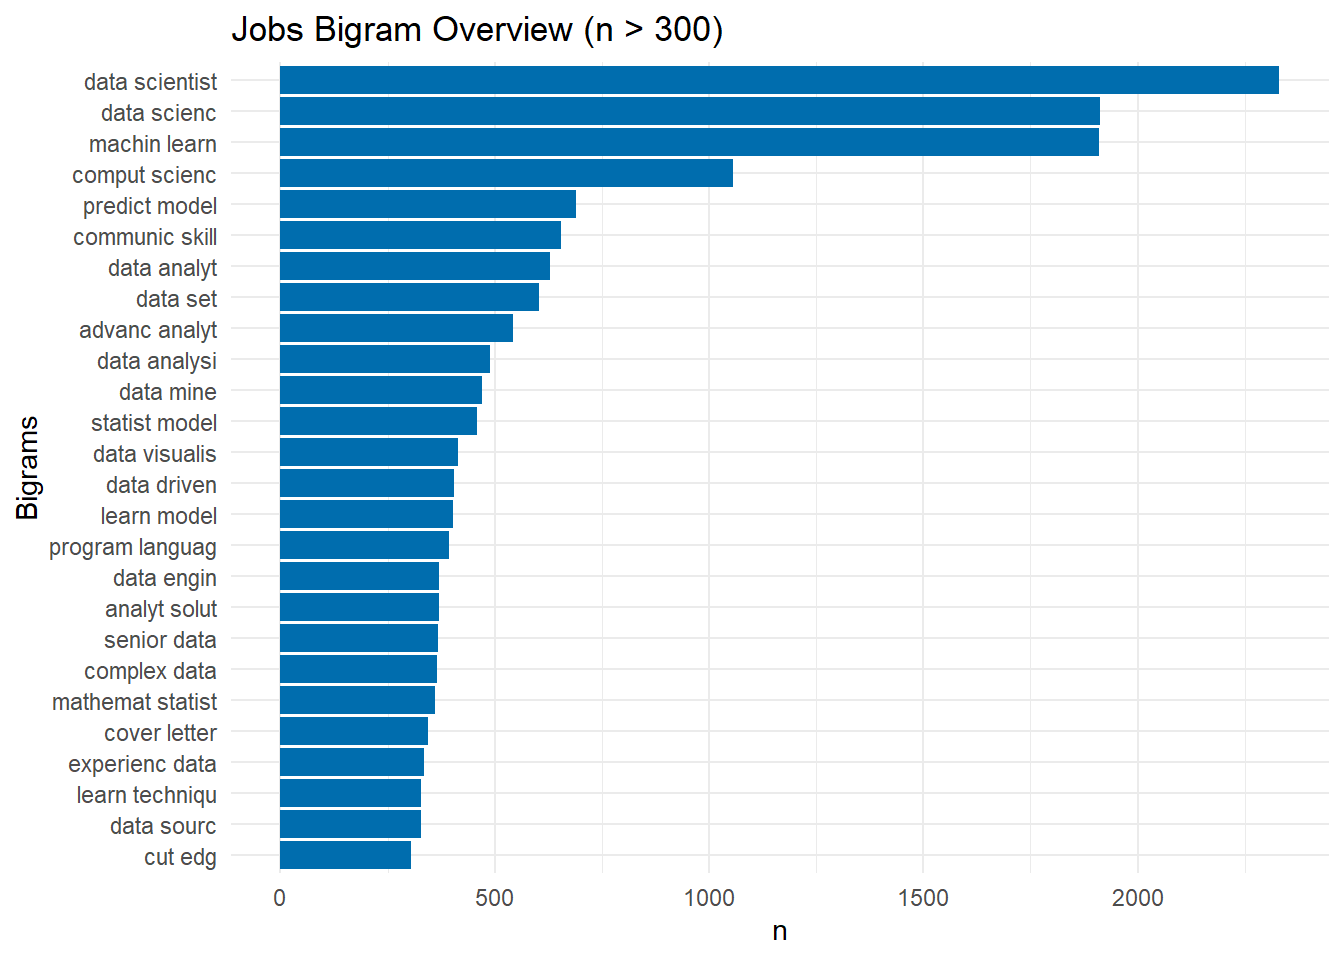 Jobs Bigram Overview (n > 300)
data scientist
data scienc
machin learn
comput scienc
predict model
communic skill
data analyt
data set
advanc analyt
data analysi
data mine
statist model
data visualis
data driven
learn model
program languag
data engin
analyt solut
senior data
complex data
mathemat statist
cover letter
experienc data
learn techniqu
data sourc
cut edg
Bigrams
0 500 1000 1500 2000
n